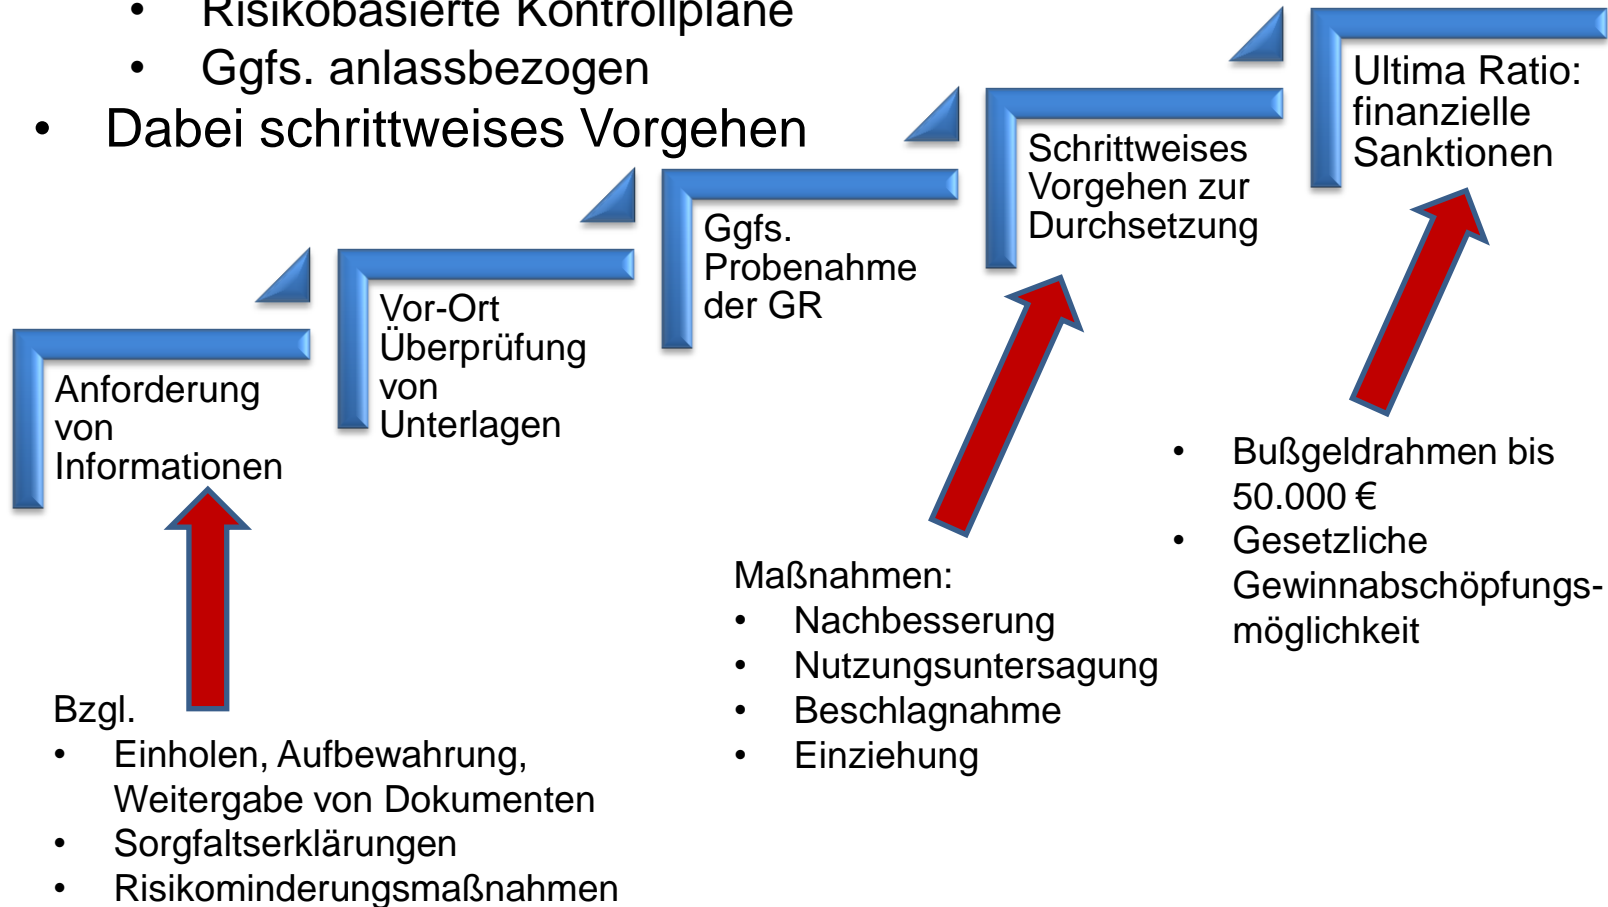 • Risikobasierte Kontrollpläne
• Ggfs. anlassbezogen
• Dabei schrittweises Vorgehen
Anforderung
von
Informationen
Vor-Ort
Überprüfung
von
Unterlagen
Ggfs.
Probenahme
der GR
Schrittweises
Vorgehen zur
Durchsetzung
Ultima Ratio:
finanzielle
Sanktionen
Bzgl.
• Einholen, Aufbewahrung,
Weitergabe von Dokumenten
• Sorgfaltserklärungen
• Risikominderungsmaßnahmen
Maßnahmen:
• Nachbesserung
• Nutzungsuntersagung
• Beschlagnahme
• Einziehung
• Bußgeldrahmen bis
50.000 €
• Gesetzliche
Gewinnabschöpfungs-
möglichkeit